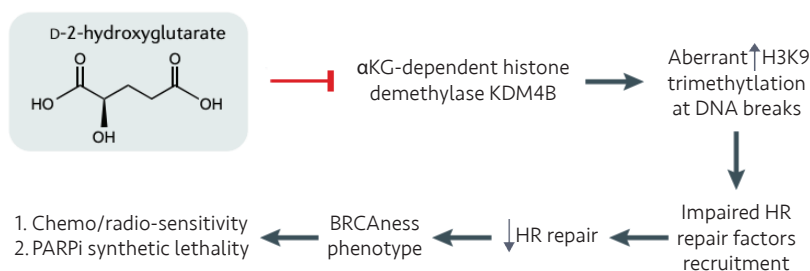 D-2-hydroxyglutarate
O
O
HO
OH
OH
αKG-dependent histone
demethylase KDM4B
Aberrant ↑H3K9
trimethytlation
at DNA breaks
Impaired HR
repair factors
recruitment
↓HR repair
BRCAness
phenotype
1. Chemo/radio-sensitivity
2. PARPi synthetic lethality